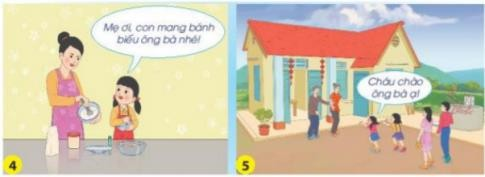 Mẹ ơi, con mang bánh
biếu ông bà nhé!
Cháu chào
ông bà ạ!
4
5